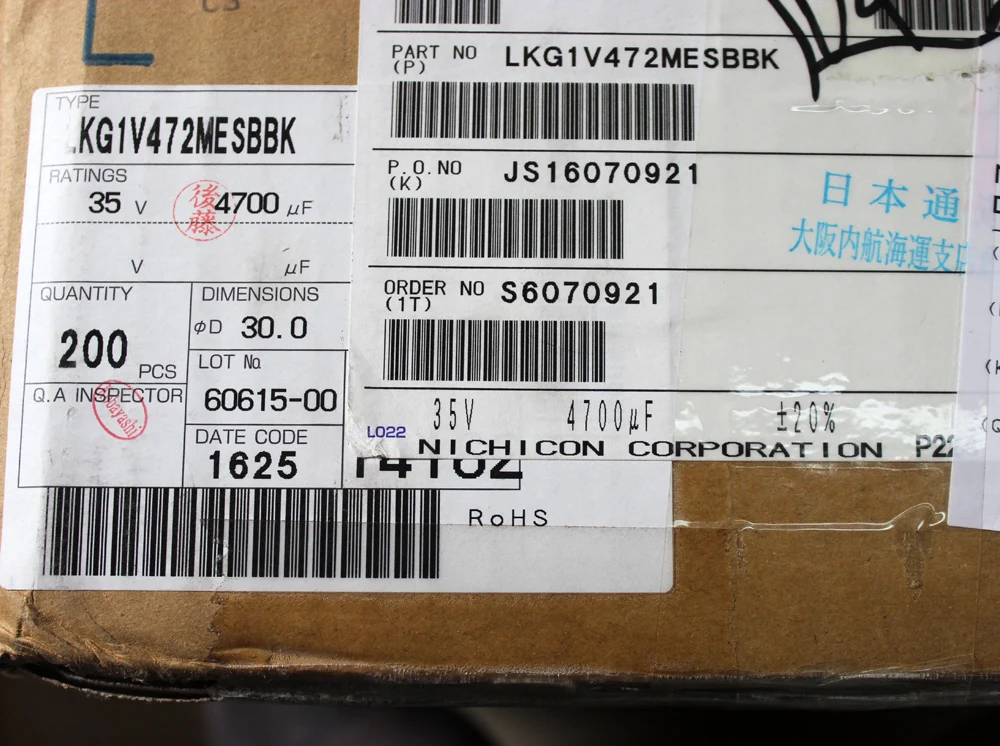 TYPE
LKG1V472MESBBK
RATINGS
35 V 4700 μF
後藤
V μF
QUANTITY
200 PCS
DIMENSIONS
φD 30.0
LOT No
60615-00
Q.A INSPECTOR
DATE CODE
1625
RoHS
PART NO LKG1V472MESBBK
(P)
P.O.NO JS16070921
(K)
ORDER NO S6070921
(1T)
35V 4700μF ±20%
L022
NICHICON CORPORATION P22
日本通
大阪内航海運支店